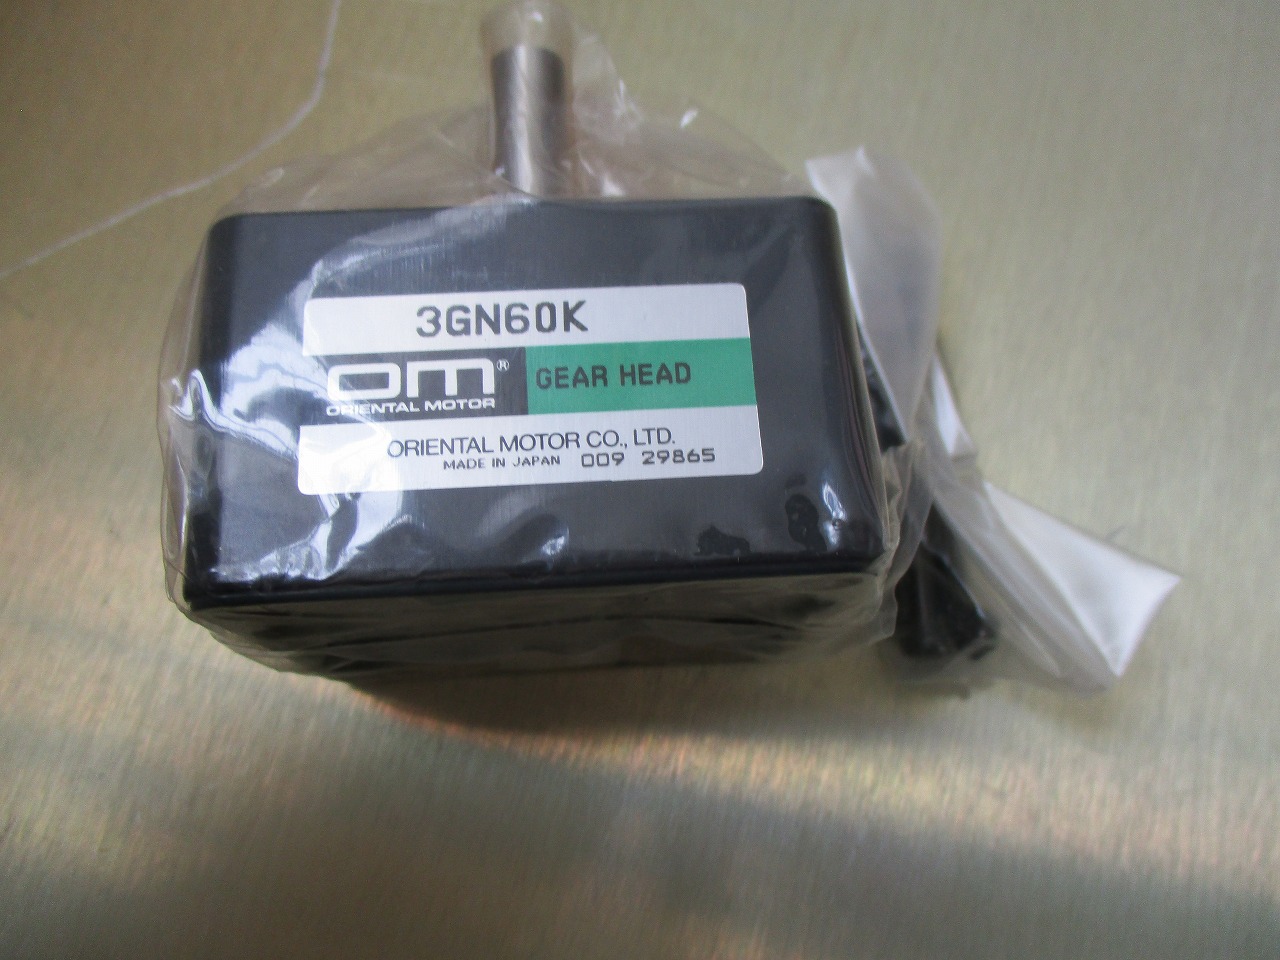 3GN60K
OM®
ORIENTAL MOTOR
GEAR HEAD
ORIENTAL MOTOR CO., LTD.
MADE IN JAPAN 009 29865